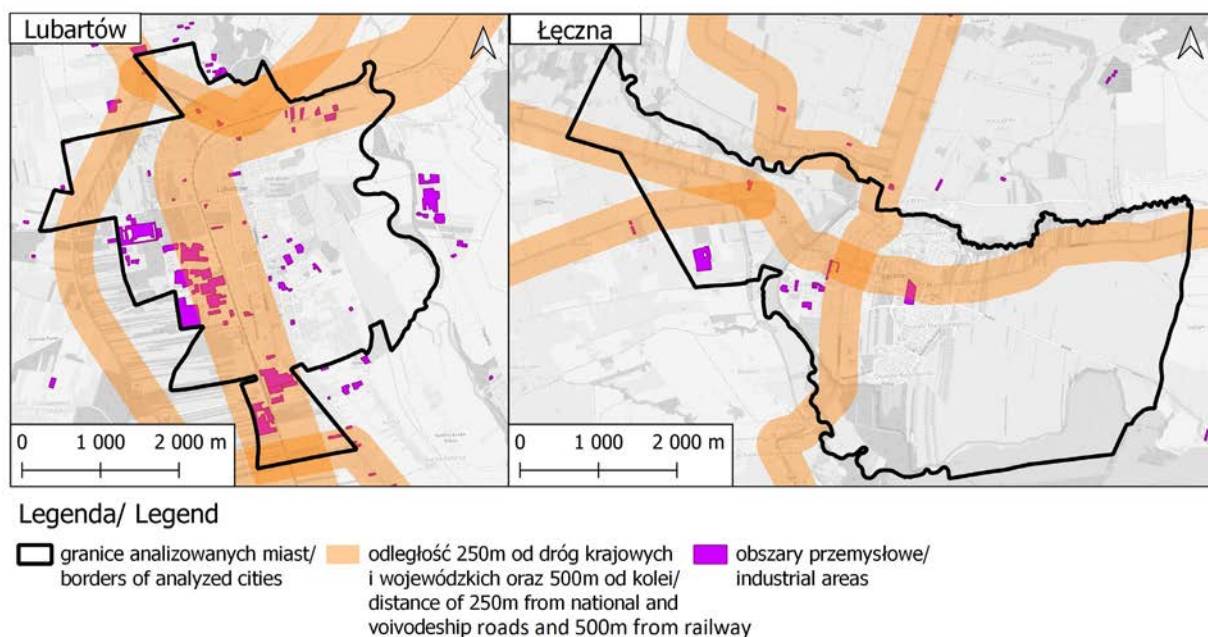 Lubartów
Łęczna
0 1 000 2 000 m
0 1 000 2 000 m
Legenda/ Legend
granice analizowanych miast/
borders of analyzed cities
odległość 250m od dróg krajowych
i wojewódzkich oraz 500m od kolei/
distance of 250m from national and
voivodeship roads and 500m from railway
obszary przemysłowe/
industrial areas